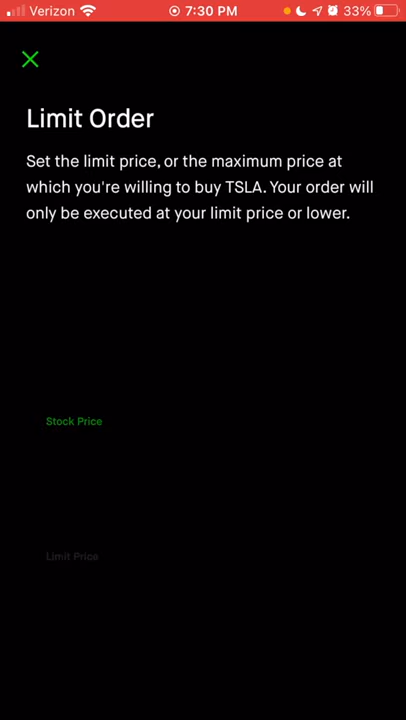 Verizon 7:30 PM 33%
Limit Order
Set the limit price, or the maximum price at
which you're willing to buy TSLA. Your order will
only be executed at your limit price or lower.
Stock Price
Limit Price